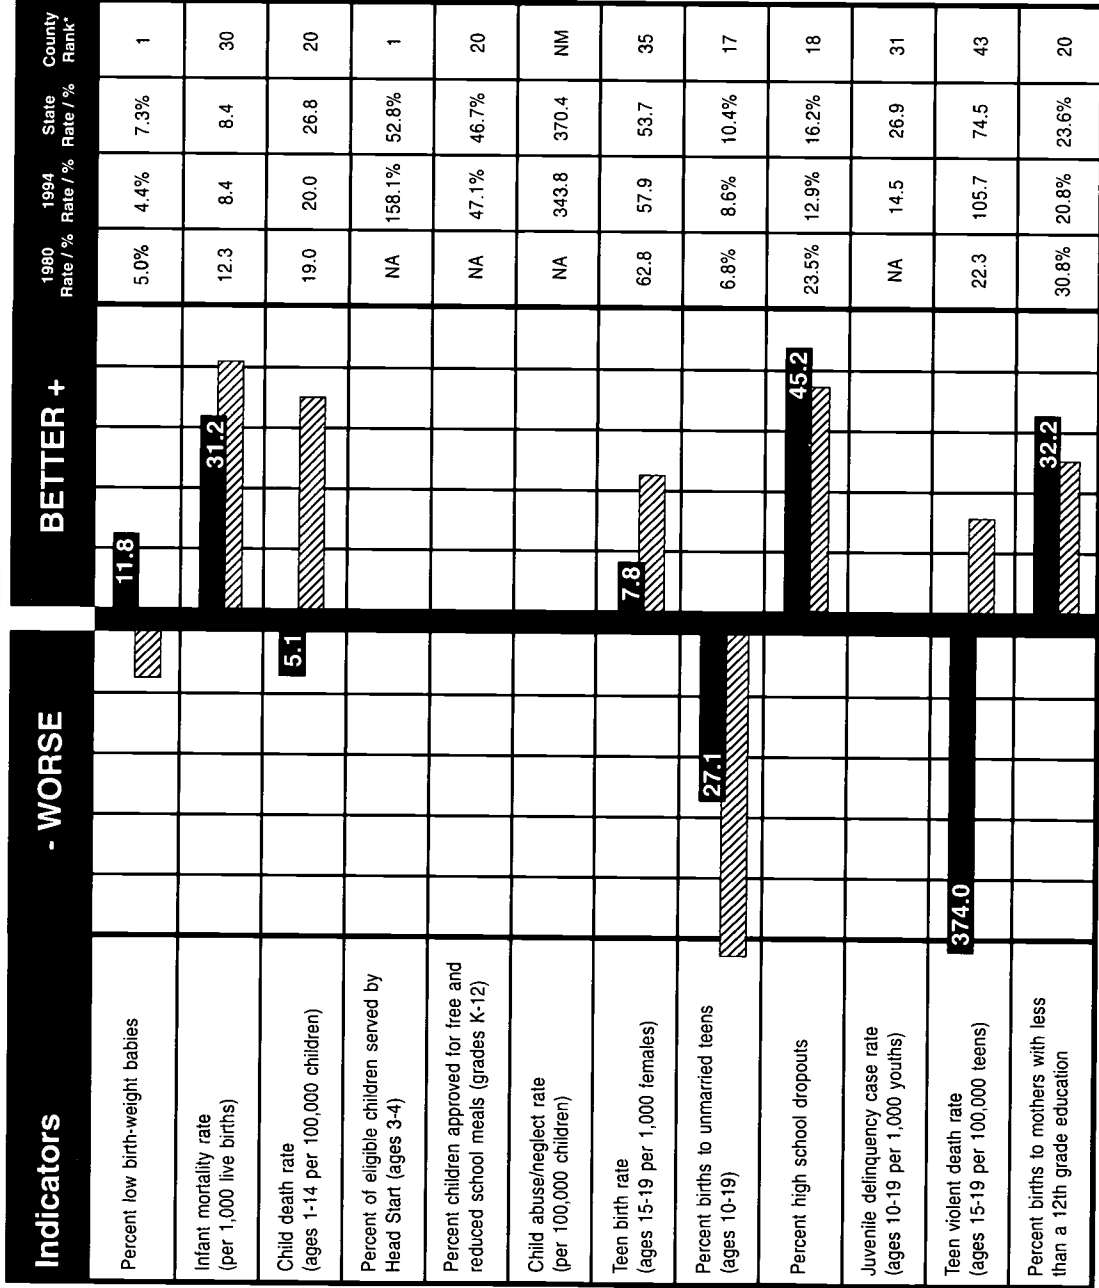 Indicators - WORSE BETTER + 1980 Rate / % 1994 Rate / % State Rate / % County Rank*
Percent low birth-weight babies 11.8 5.0% 4.4% 7.3% 1
Infant mortality rate
(per 1,000 live births) 31.2 12.3 8.4 8.4 30
Child death rate
(ages 1-14 per 100,000 children) 5.1 19.0 20.0 26.8 20
Percent of eligible children served by
Head Start (ages 3-4) NA 158.1% 52.8% 1
Percent children approved for free and
reduced school meals (grades K-12) NA 47.1% 46.7% 20
Child abuse/neglect rate
(per 100,000 children) NA 343.8 370.4 NM
Teen birth rate
(ages 15-19 per 1,000 females) 7.8 62.8 57.9 53.7 35
Percent births to unmarried teens
(ages 10-19) 27.1 6.8% 8.6% 10.4% 17
Percent high school dropouts 45.2 23.5% 12.9% 16.2% 18
Juvenile delinquency case rate
(ages 10-19 per 1,000 youths) NA 14.5 26.9 31
Teen violent death rate
(ages 15-19 per 100,000 teens) 374.0 22.3 105.7 74.5 43
Percent births to mothers with less
than a 12th grade education 32.2 30.8% 20.8% 23.6% 20